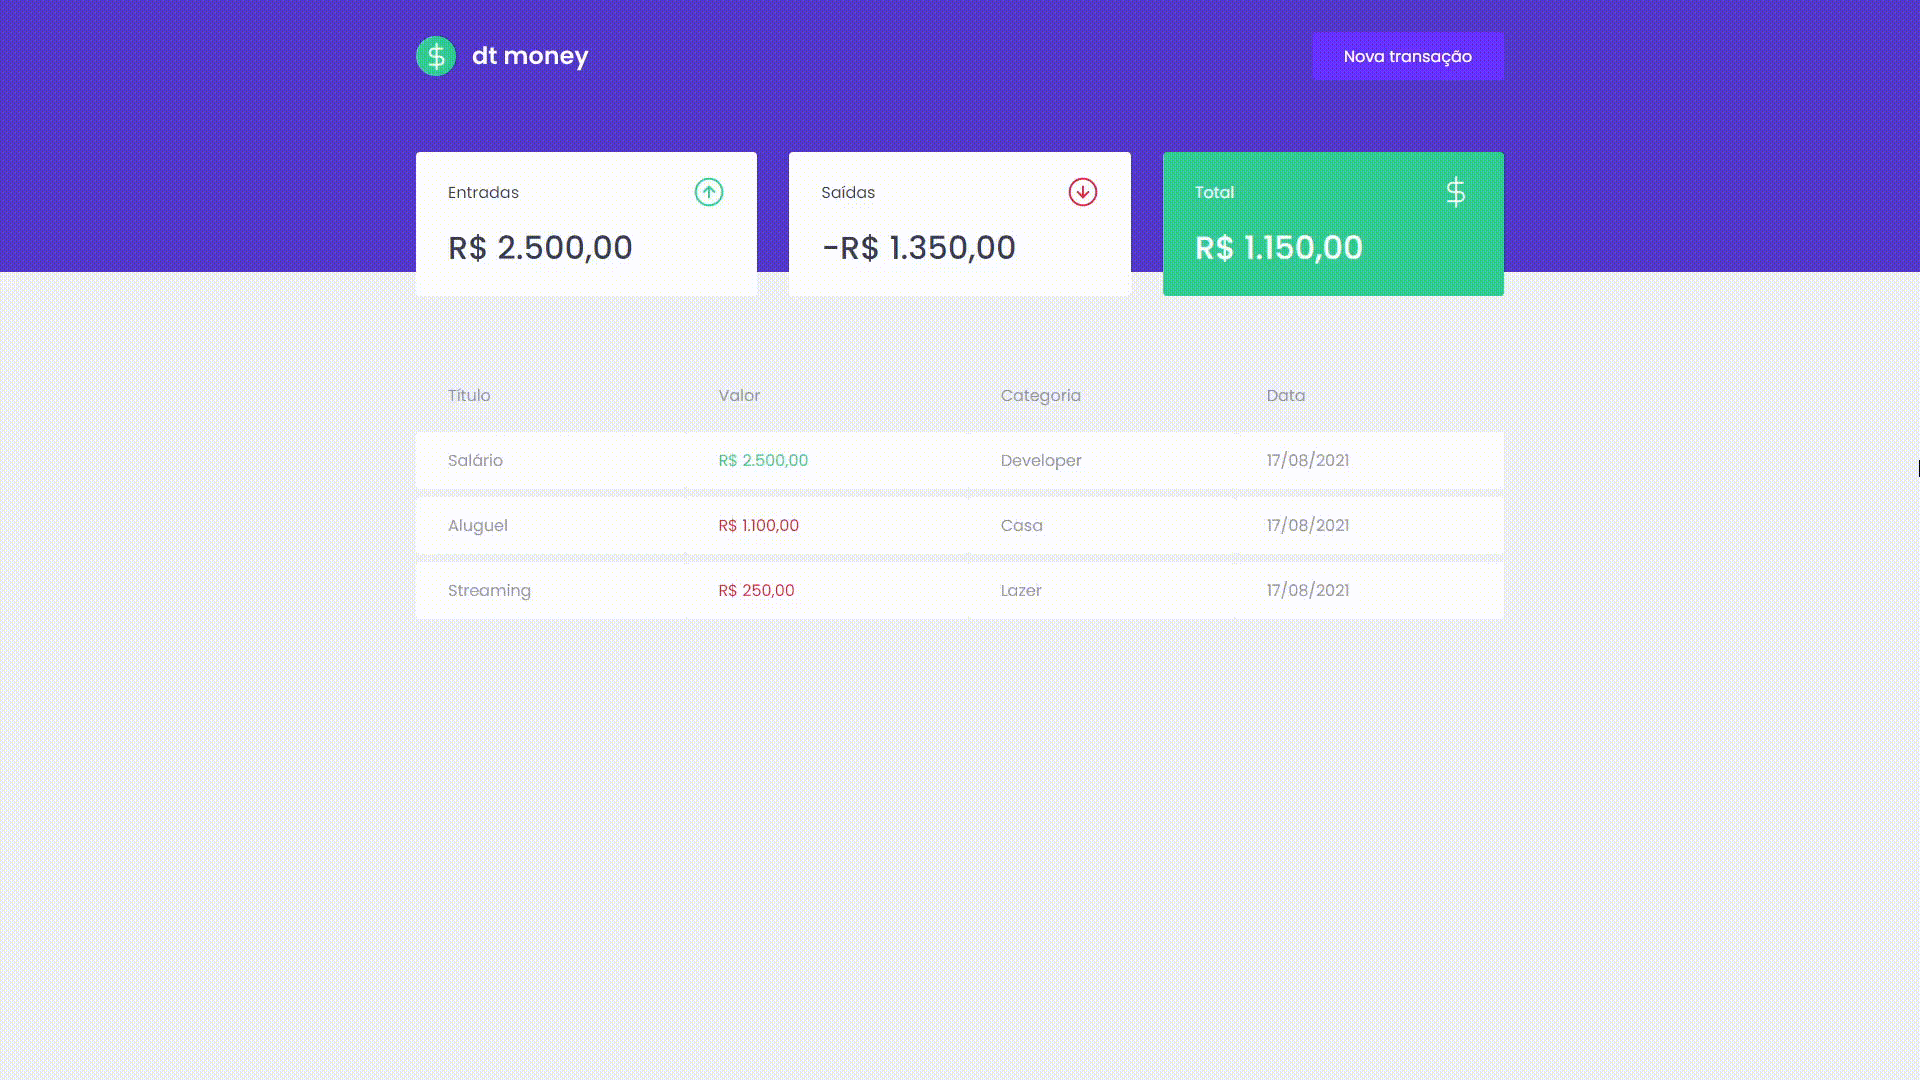 dt money
Nova transação
Entradas
R$ 2.500,00
Saídas
-R$ 1.350,00
Total
R$ 1.150,00
Título Valor Categoria Data
Salário R$ 2.500,00 Developer 17/08/2021
Aluguel R$ 1.100,00 Casa 17/08/2021
Streaming R$ 250,00 Lazer 17/08/2021